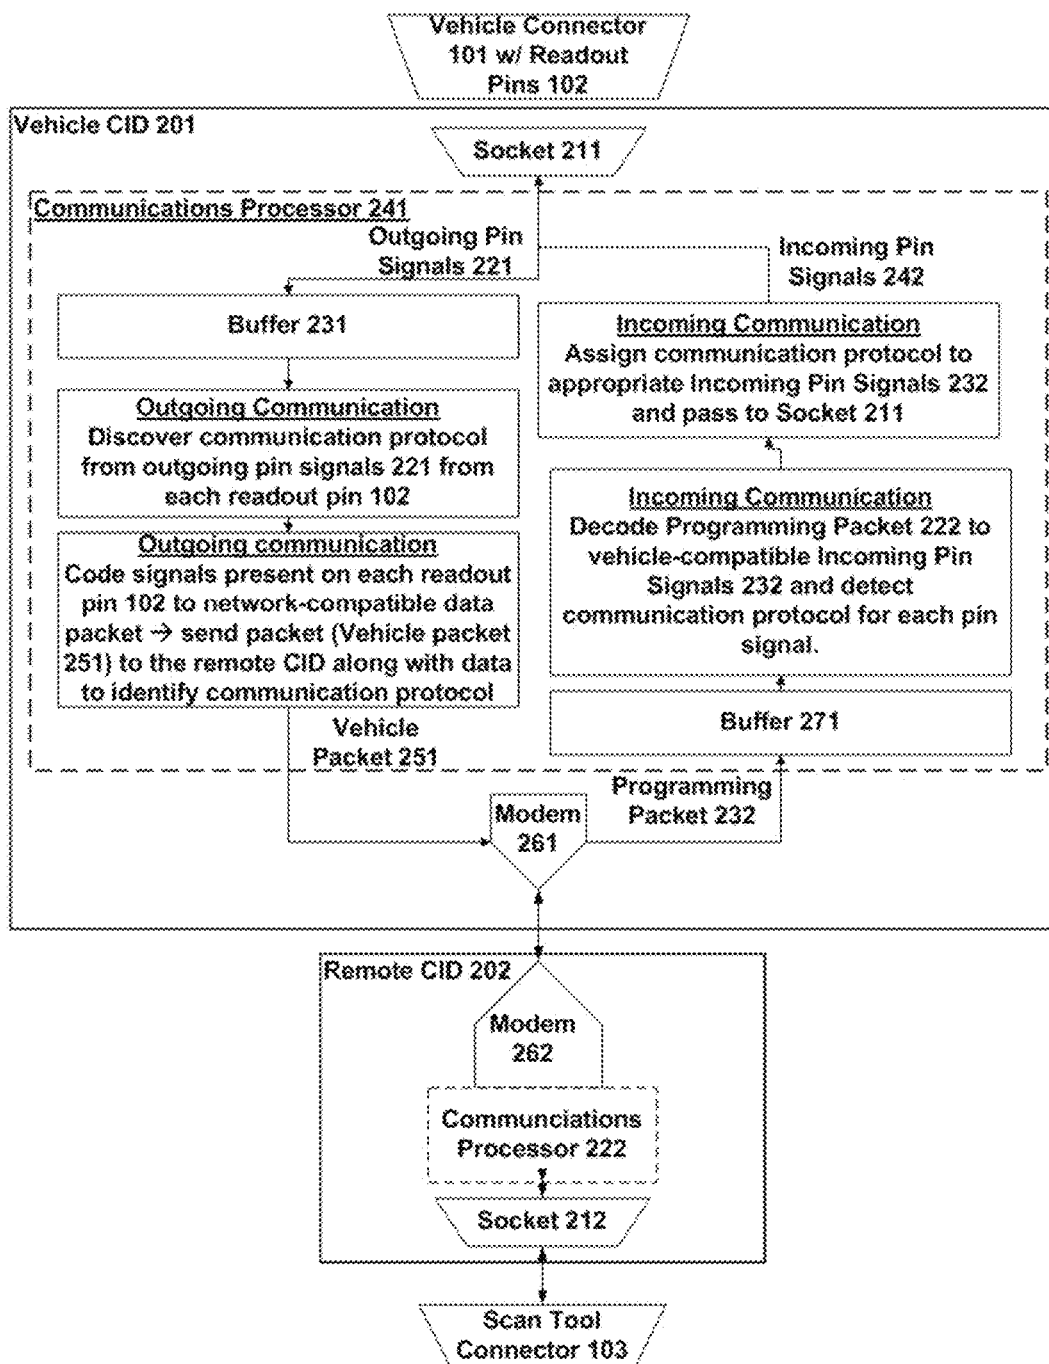 Vehicle Connector
101 w/ Readout
Pins 102
Vehicle CID 201
Socket 211
Communications Processor 241
Outgoing Pin
Signals 221
Incoming Pin
Signals 242
Buffer 231
Outgoing Communication
Discover communication protocol
from outgoing pin signals 221 from
each readout pin 102
Outgoing communication
Code signals present on each readout
pin 102 to network-compatible data
packet → send packet (Vehicle packet
251) to the remote CID along with data
to identify communication protocol
Vehicle
Packet 251
Incoming Communication
Assign communication protocol to
appropriate Incoming Pin Signals 232
and pass to Socket 211
Incoming Communication
Decode Programming Packet 222 to
vehicle-compatible Incoming Pin
Signals 232 and detect
communication protocol for each pin
signal.
Buffer 271
Programming
Packet 232
Modem
261
Remote CID 202
Modem
262
Communciations
Processor 222
Socket 212
Scan Tool
Connector 103